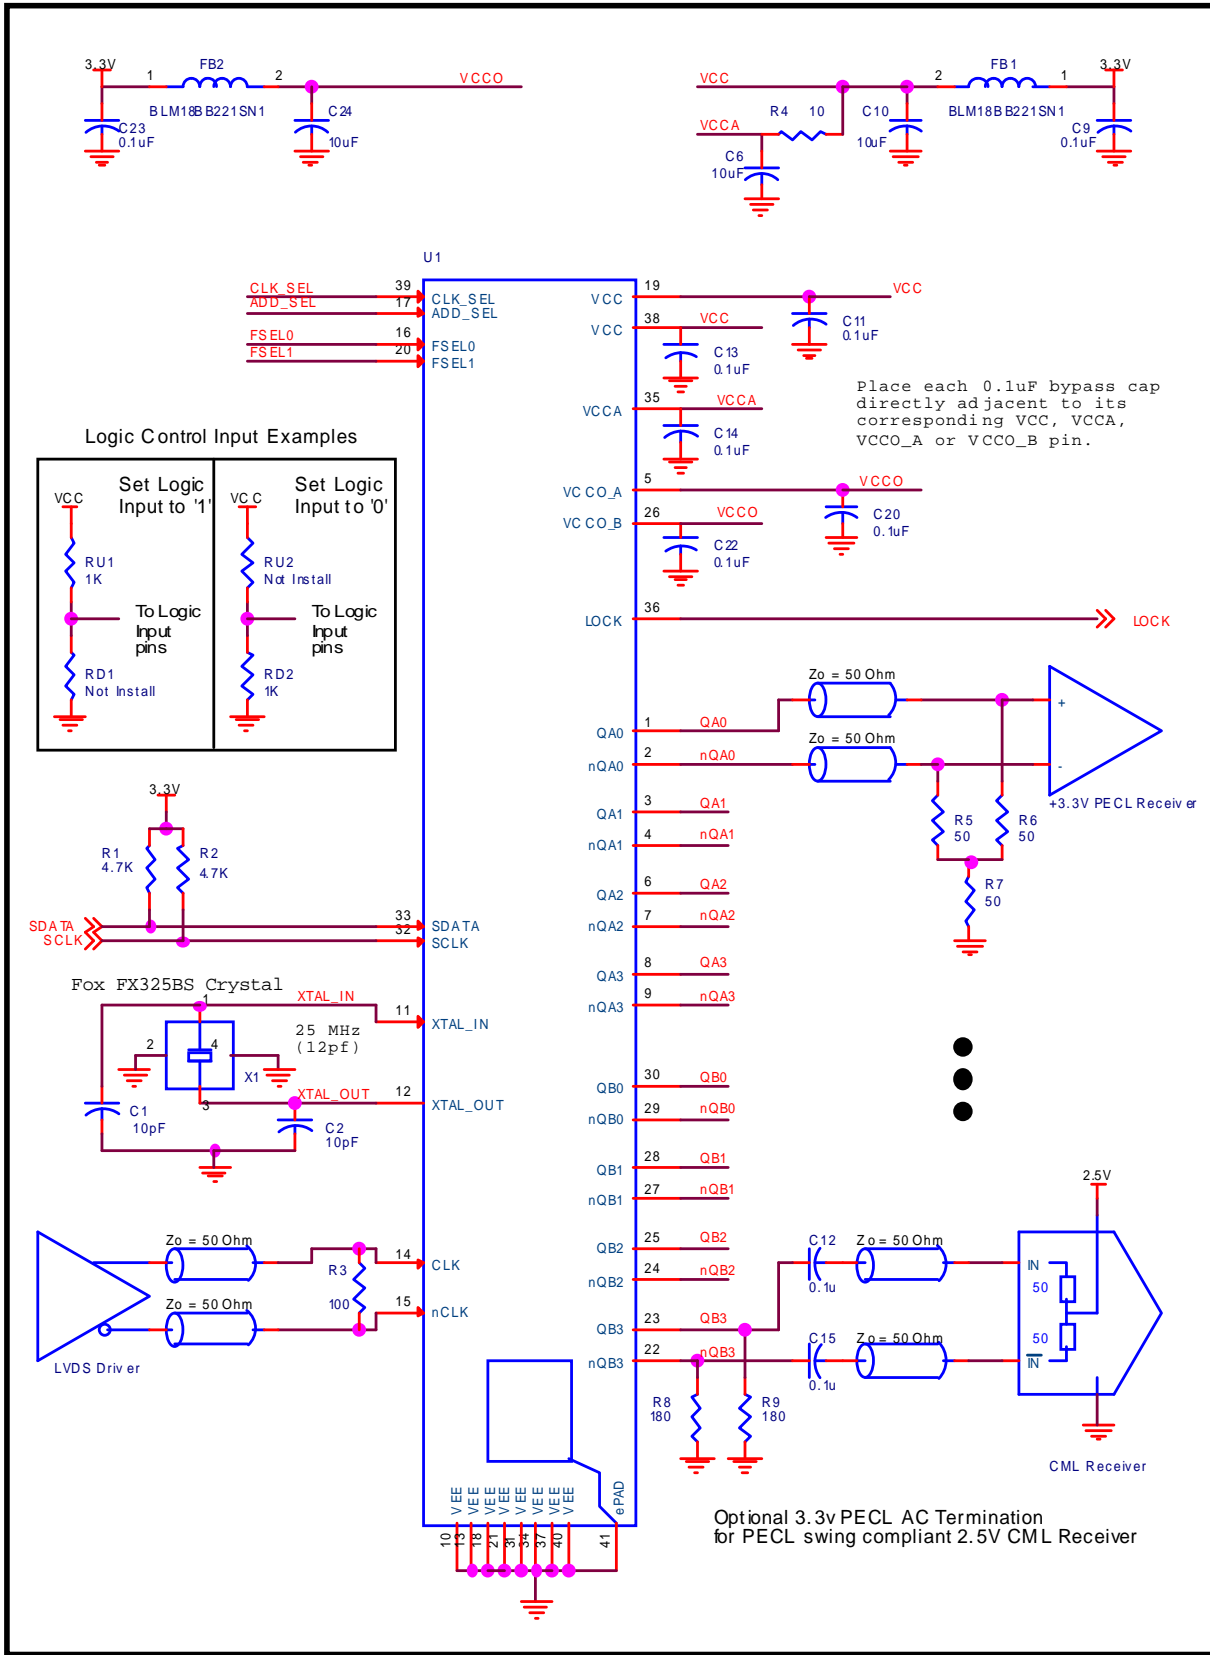 3.3V
1
FB2
2
VCCO
BLM18BB221SN1
C23
0.1uF
C24
10uF
VCC
2
FB1
1
3.3V
R4 10
C10
10uF
BLM18BB221SN1
C9
0.1uF
VCCA
C6
10uF
U1
CLK_SEL
39
CLK_SEL
ADD_SEL
17
ADD_SEL
FSEL0
16
FSEL0
FSEL1
20
FSEL1
VCC
19
VCC
C11
0.1uF
VCC
38
VCC
C13
0.1uF
VCCA
35
VCCA
C14
0.1uF
Place each 0.1uF bypass cap
directly adjacent to its
corresponding VCC, VCCA,
VCCO_A or VCCO_B pin.
VCCO_A
5
VCCO
C20
0.1uF
VCCO_B
26
VCCO
C22
0.1uF
Logic Control Input Examples
Set Logic
Input to '1'
VCC
RU1
1K
To Logic
Input
pins
RD1
Not Install
Set Logic
Input to '0'
VCC
RU2
Not Install
To Logic
Input
pins
RD2
1K
LOCK
36
LOCK
Zo = 50 Ohm
QA0
1
QA0
+
Zo = 50 Ohm
nQA0
2
nQA0
-
+3.3V PECL Receiver
R5
50
R6
50
R7
50
QA1
3
QA1
nQA1
4
nQA1
QA2
6
QA2
nQA2
7
nQA2
QA3
8
QA3
nQA3
9
nQA3
3.3V
R1
4.7K
R2
4.7K
SDATA
33
SDATA
SCLK
32
SCLK
Fox FX325BS Crystal
1
XTAL_IN
11
XTAL_IN
25 MHz
(12pf)
2
4
X1
3
XTAL_OUT
12
XTAL_OUT
C1
10pF
C2
10pF
QB0
30
QB0
nQB0
29
nQB0
QB1
28
QB1
nQB1
27
nQB1
QB2
25
QB2
nQB2
24
nQB2
QB3
23
QB3
nQB3
22
nQB3
Zo = 50 Ohm
14
CLK
R3
100
Zo = 50 Ohm
15
nCLK
LVDS Driver
C12
0.1u
Zo = 50 Ohm
C15
0.1u
Zo = 50 Ohm
2.5V
IN
50
50
IN
R8
180
R9
180
CML Receiver
VEE
VEE
VEE
VEE
VEE
VEE
VEE
ePAD
10
13
18
21
31
34
37
40
41
Optional 3.3v PECL AC Termination
for PECL swing compliant 2.5V CML Receiver